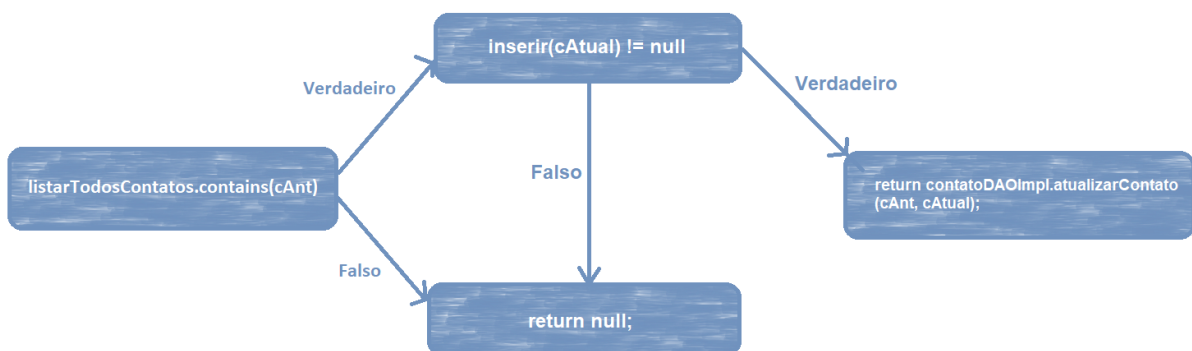 inserir(cAtual) != null
Verdadeiro
Verdadeiro
listarTodosContatos.contains(cAnt)
Falso
return contatoDAOImpl.atualizarContato
(cAnt, cAtual);
Falso
return null;